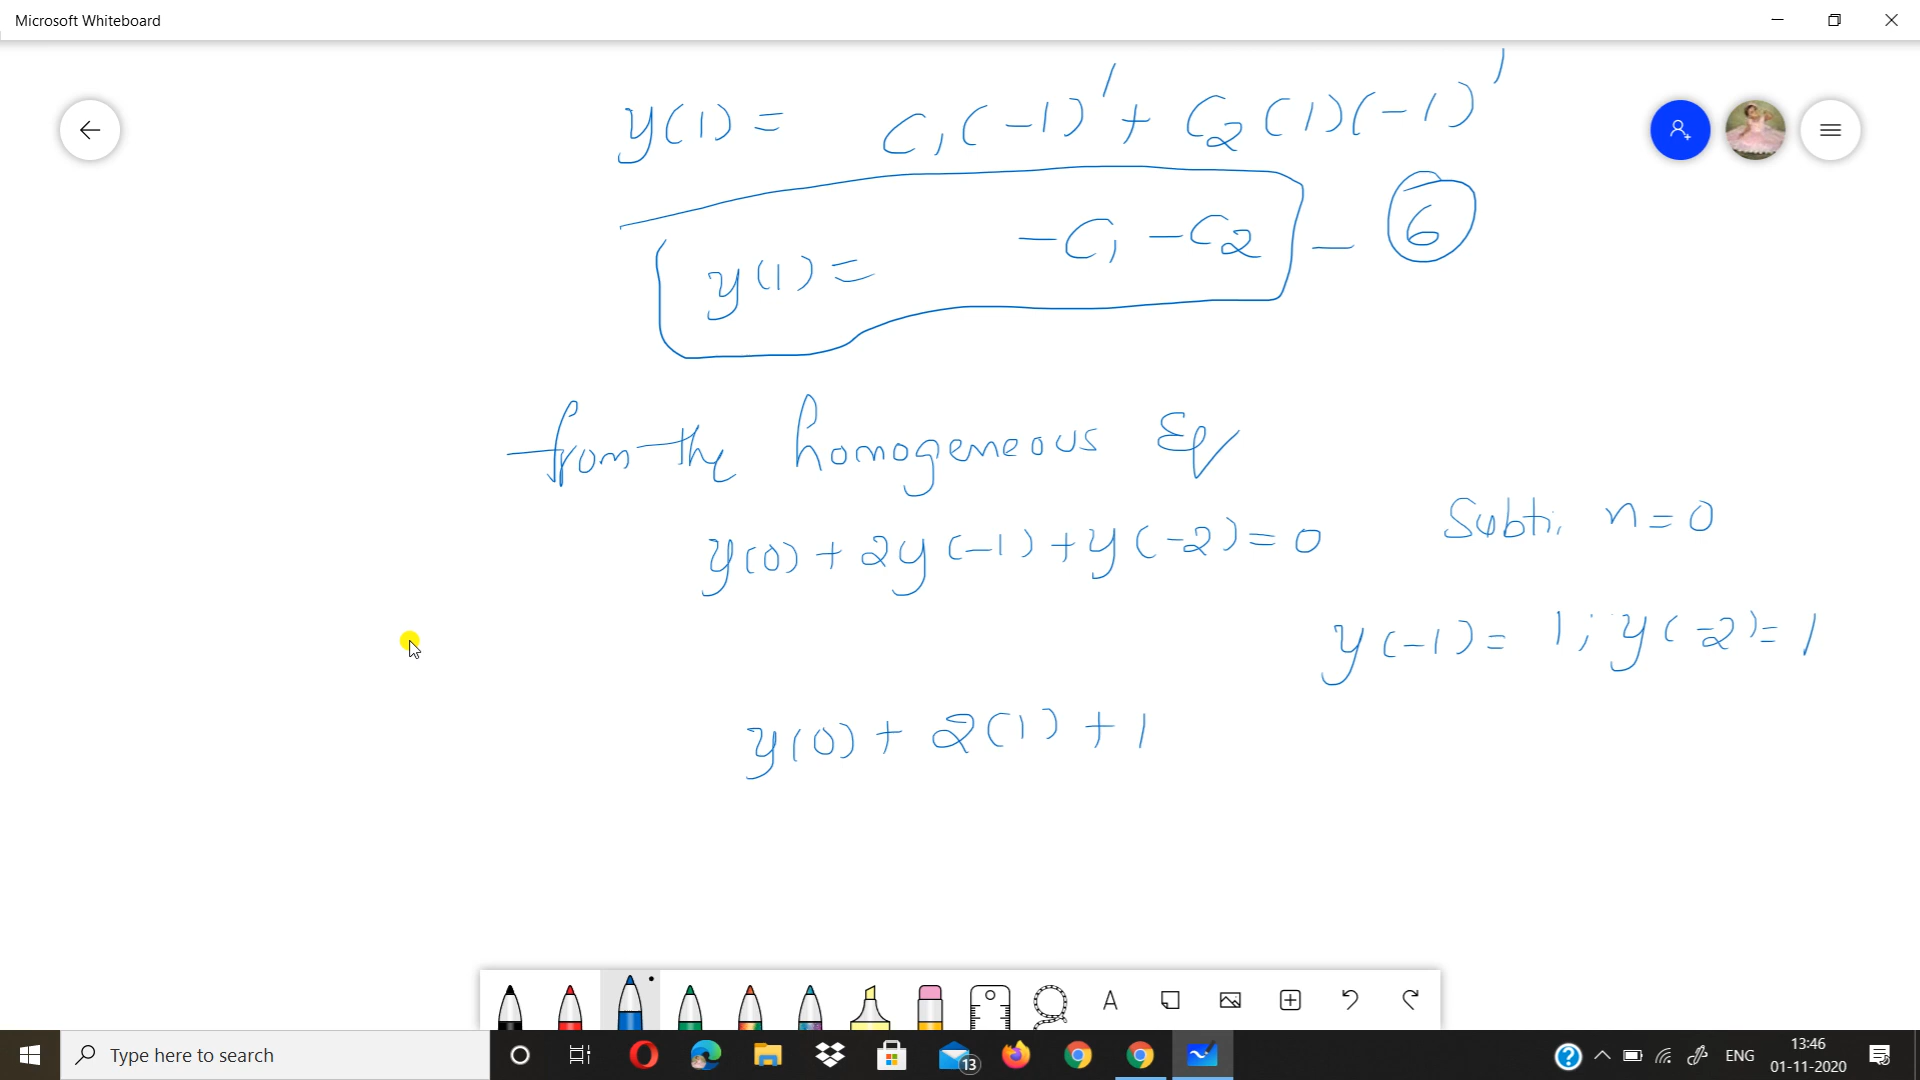 Microsoft Whiteboard
y(1) = C₁(-1)¹ + C₂(1)(-1)¹
y(1) = -C₁ - C₂ — 6
from the homogeneous Eq
y(0) + 2y(-1) + y(-2) = 0 Subti. n=0
y(-1) = 1; y(-2) = 1
y(0) + 2(1) + 1
A
Type here to search
13
ENG
13:46
01-11-2020